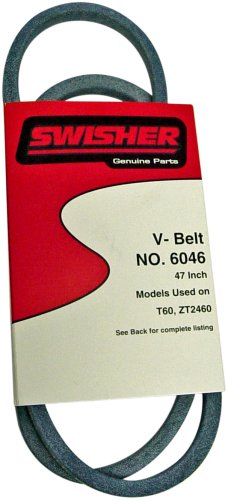 SWISHER
Genuine Parts
V- Belt
NO. 6046
47 Inch
Models Used on
T60, ZT2460
See Back for complete listing